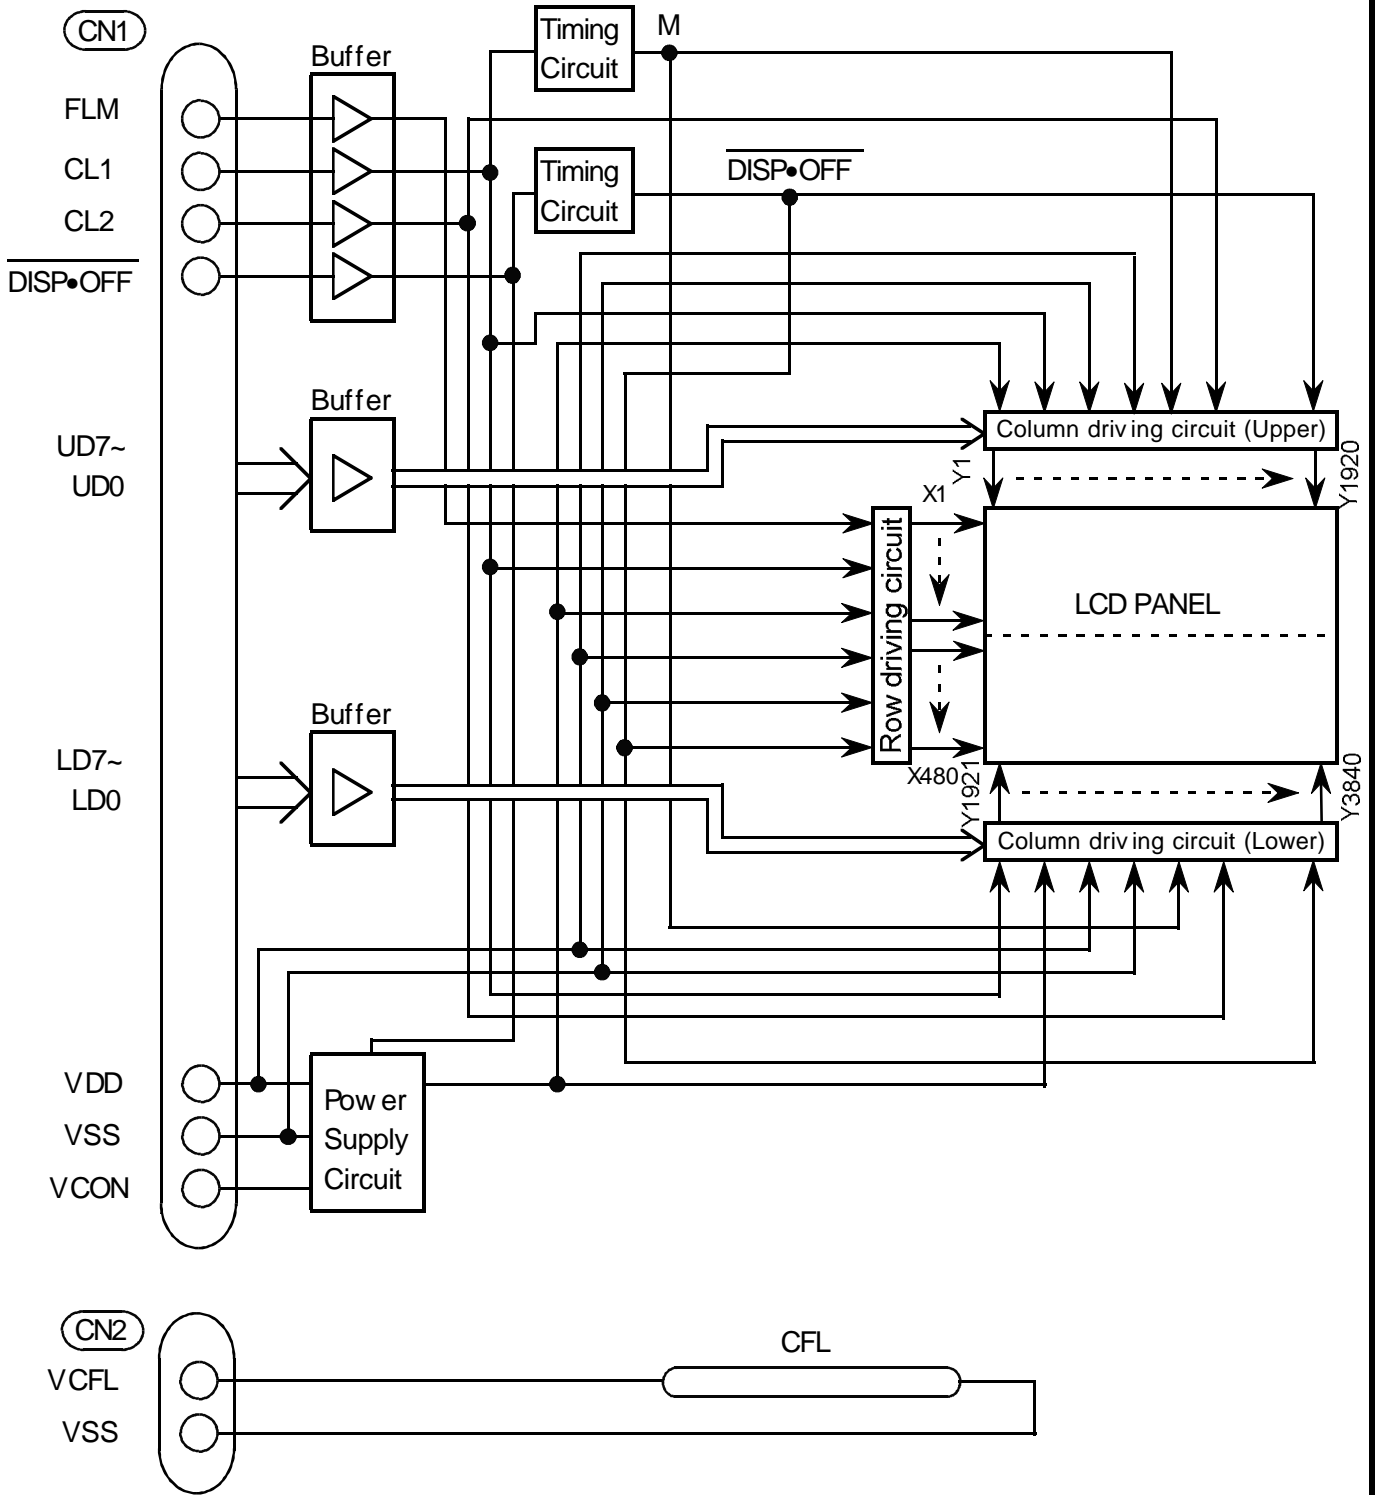 CN1
FLM
CL1
CL2
DISP•OFF
UD7~
UD0
LD7~
LD0
VDD
VSS
VCON
Buffer
Buffer
Buffer
Timing
Circuit
M
Timing
Circuit
DISP•OFF
Column driving circuit (Upper)
Y1
Y1920
X1
Row driving circuit
LCD PANEL
X480
Y1921
Y3840
Column driving circuit (Lower)
Power
Supply
Circuit
CN2
VCFL
VSS
CFL